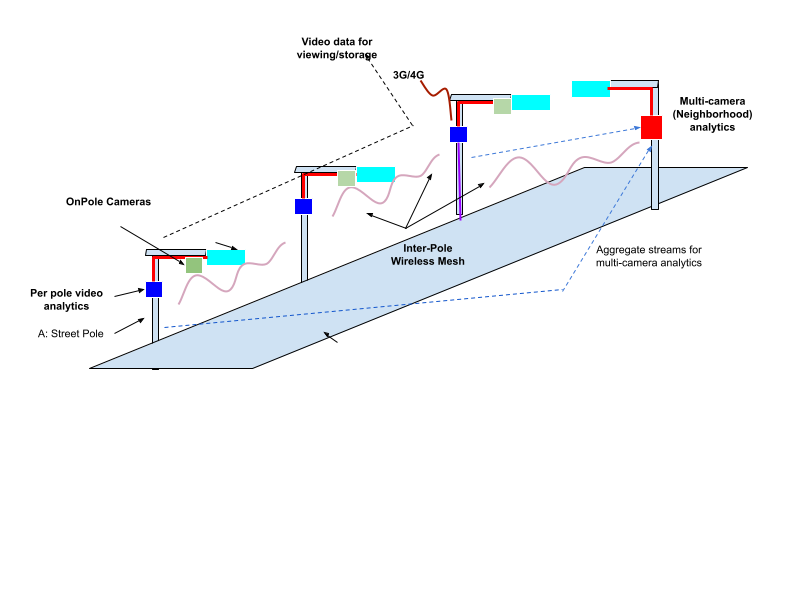 Video data for
viewing/storage
3G/4G
Multi-camera
(Neighborhood)
analytics
OnPole Cameras
Inter-Pole
Wireless Mesh
Aggregate streams for
multi-camera analytics
Per pole video
analytics
A: Street Pole